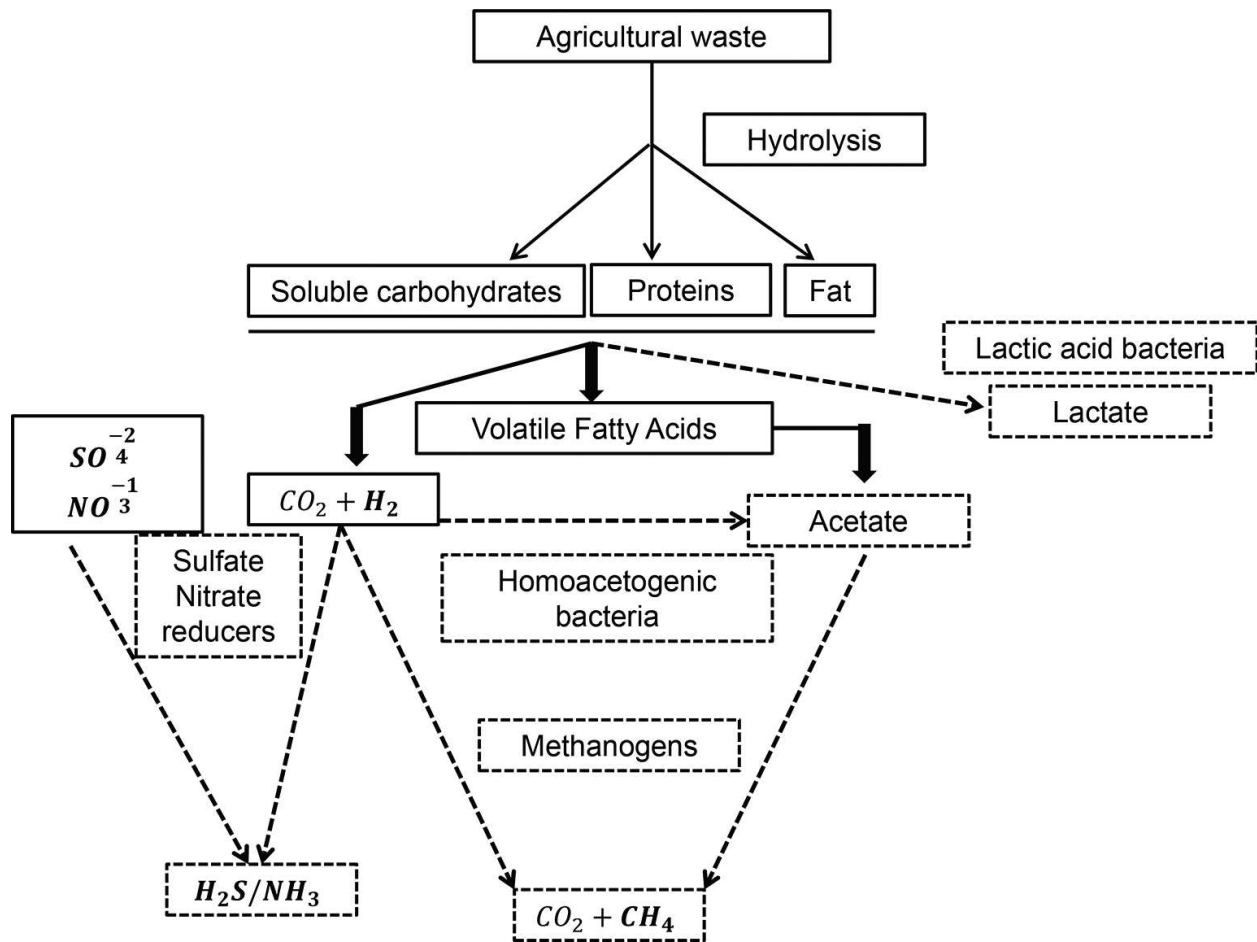 Agricultural waste
Hydrolysis
Soluble carbohydrates
Proteins
Fat
Lactic acid bacteria
Lactate
Volatile Fatty Acids
SO₄⁻²
NO₃⁻¹
CO₂ + H₂
Acetate
Sulfate
Nitrate
reducers
Homoacetogenic
bacteria
Methanogens
H₂S/NH₃
CO₂ + CH₄